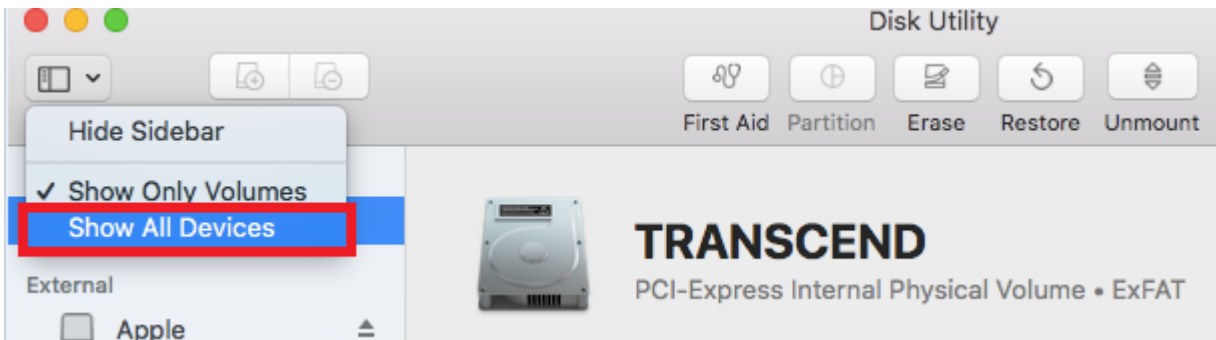 Disk Utility
First Aid Partition Erase Restore Unmount
Hide Sidebar
Show Only Volumes
Show All Devices
External
Apple
TRANSCEND
PCI-Express Internal Physical Volume • ExFAT